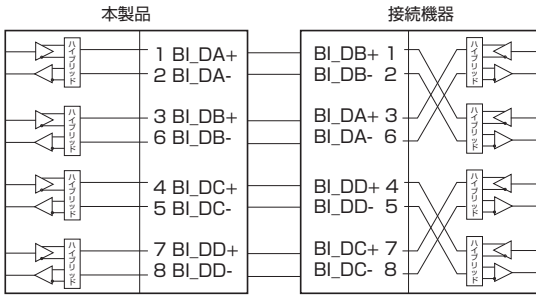 本製品
接続機器
ハイブリッド
1 BI_DA+
2 BI_DA-
BI_DB+ 1
BI_DB- 2
ハイブリッド
ハイブリッド
3 BI_DB+
6 BI_DB-
BI_DA+ 3
BI_DA- 6
ハイブリッド
ハイブリッド
4 BI_DC+
5 BI_DC-
BI_DD+ 4
BI_DD- 5
ハイブリッド
ハイブリッド
7 BI_DD+
8 BI_DD-
BI_DC+ 7
BI_DC- 8
ハイブリッド